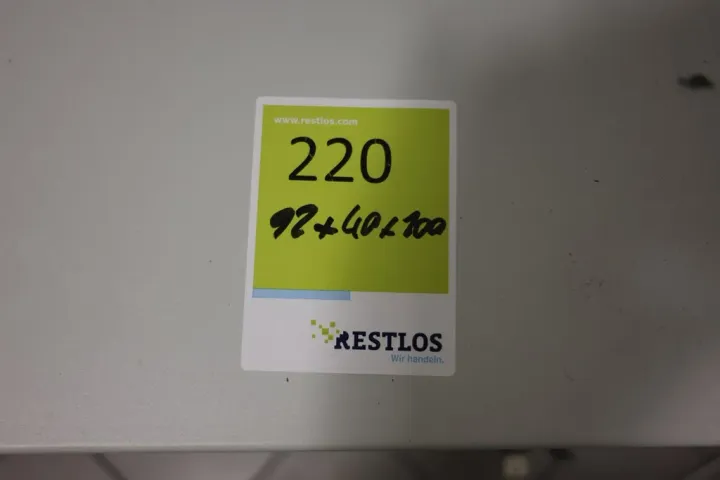 www.restlos.com
220
92x40x100
RESTLOS
Wir handeln.